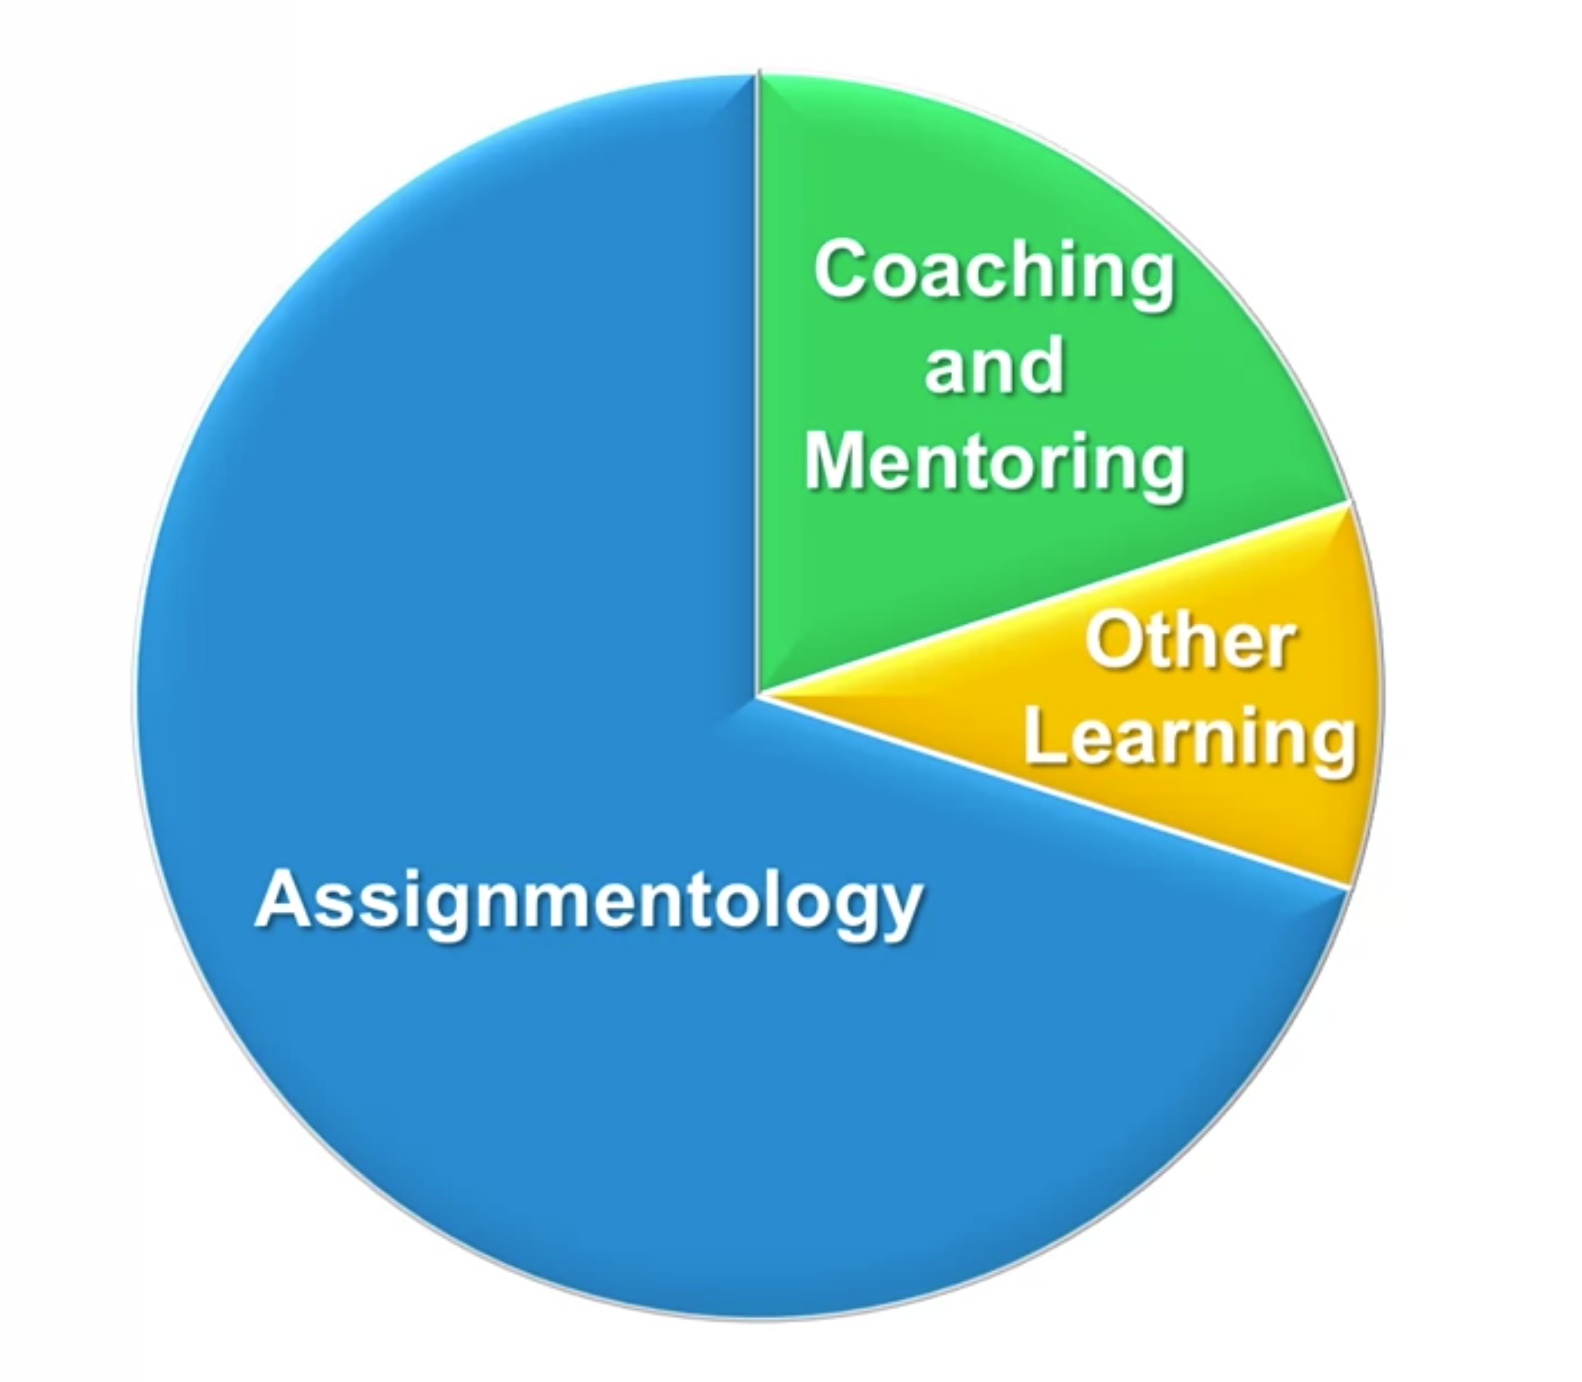 Coaching
and
Mentoring
Other
Learning
Assignmentology